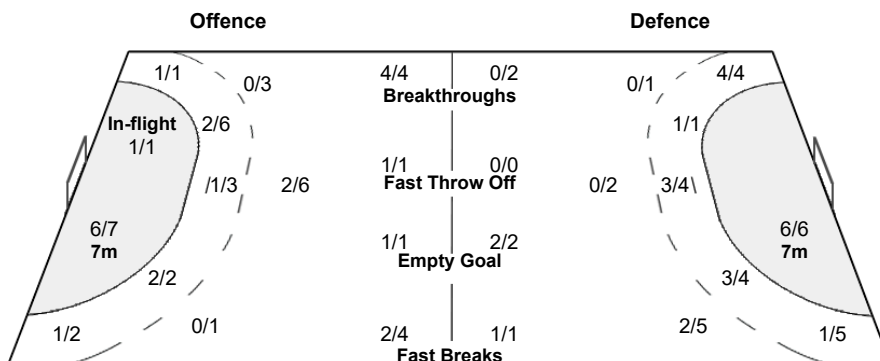 Offence Defence
1/1 0/3 4/4 0/2 0/1 4/4
Breakthroughs
In-flight 2/6 1/1
1/1
1/1 0/0
/1/3 2/6 Fast Throw Off 0/2 3/4
6/7 6/6
7m 7m
1/1 2/2
Empty Goal
2/2 3/4
1/2 0/1 2/4 1/1 2/5 1/5
Fast Breaks